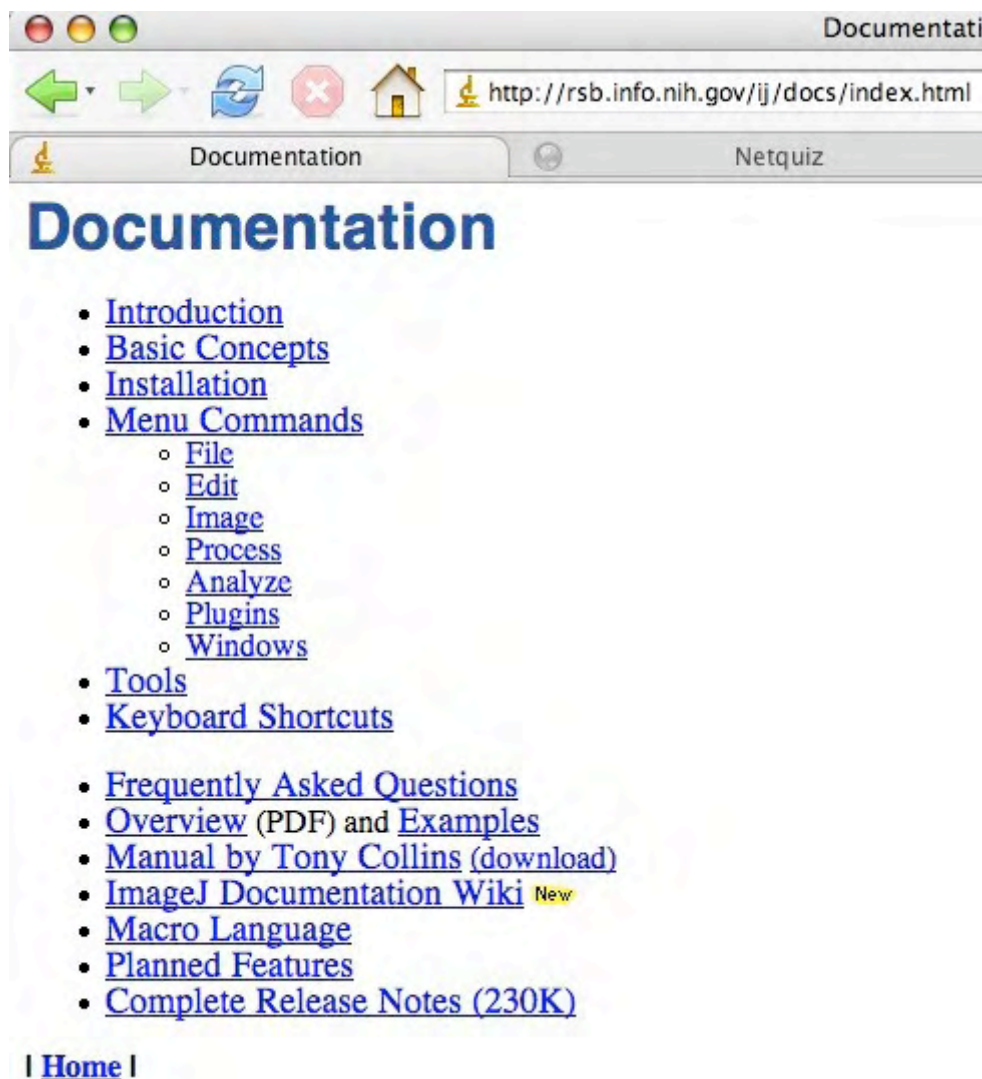 Documentati
http://rsb.info.nih.gov/ij/docs/index.html
Documentation Netquiz
Documentation
Introduction
Basic Concepts
Installation
Menu Commands
File
Edit
Image
Process
Analyze
Plugins
Windows
Tools
Keyboard Shortcuts
Frequently Asked Questions
Overview (PDF) and Examples
Manual by Tony Collins (download)
ImageJ Documentation Wiki New
Macro Language
Planned Features
Complete Release Notes (230K)
| Home |